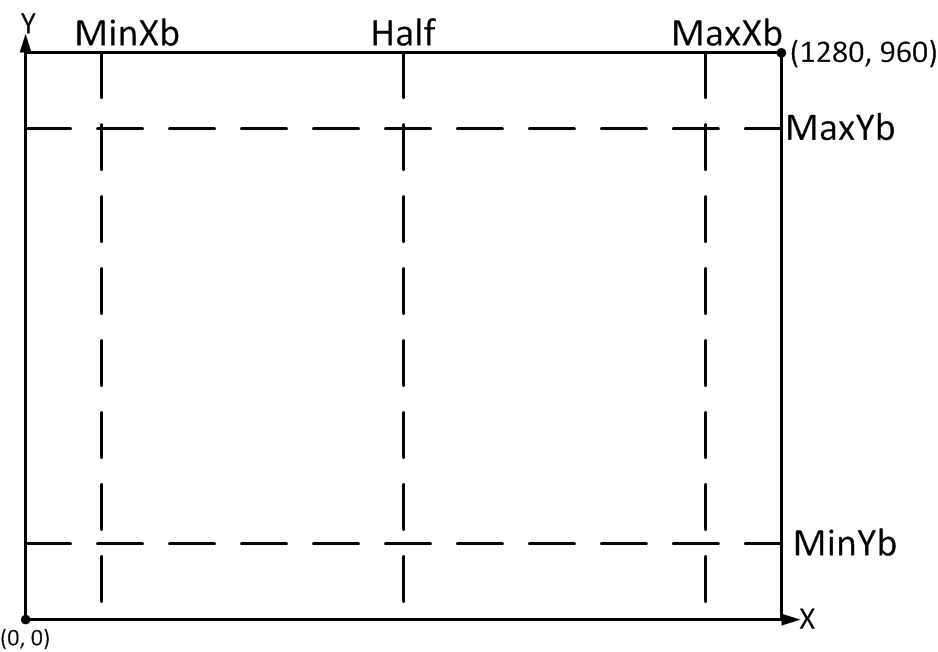 Y
MinXb
Half
MaxXb
(1280, 960)
MaxYb
MinYb
X
(0, 0)